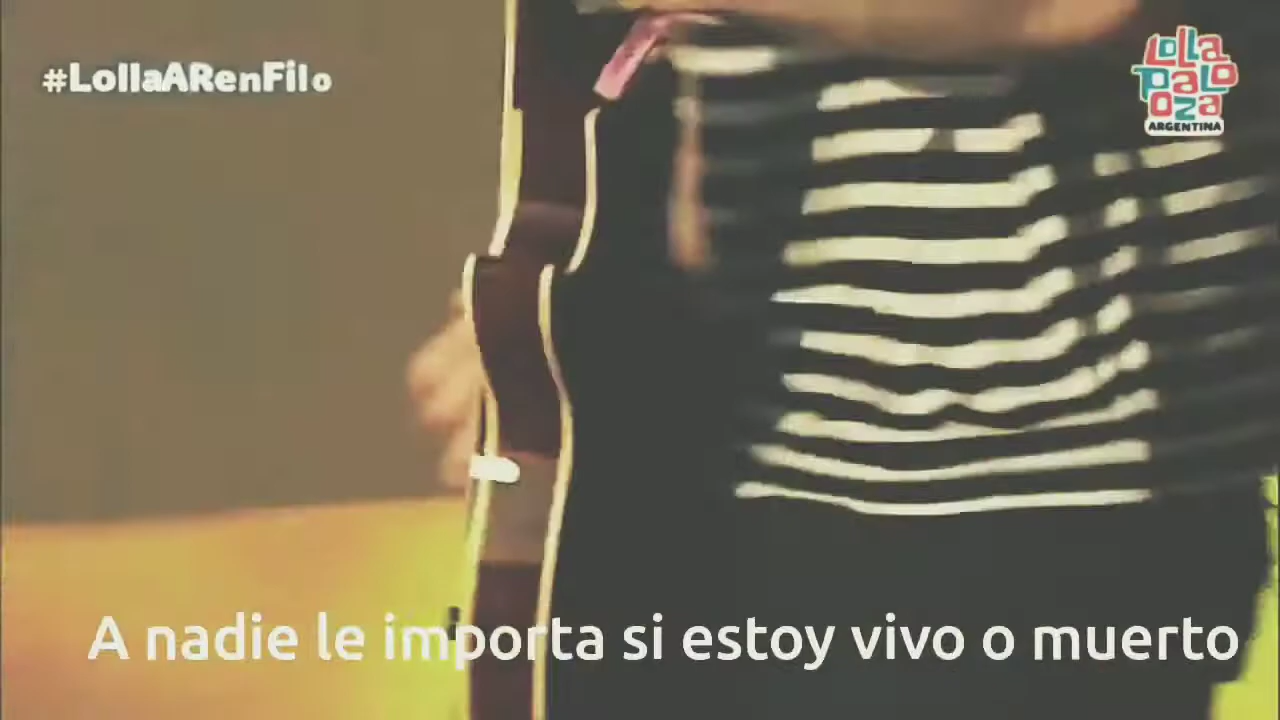 #LollaARenFilo
Lolla
Palo
oza
ARGENTINA
A nadie le importa si estoy vivo o muerto